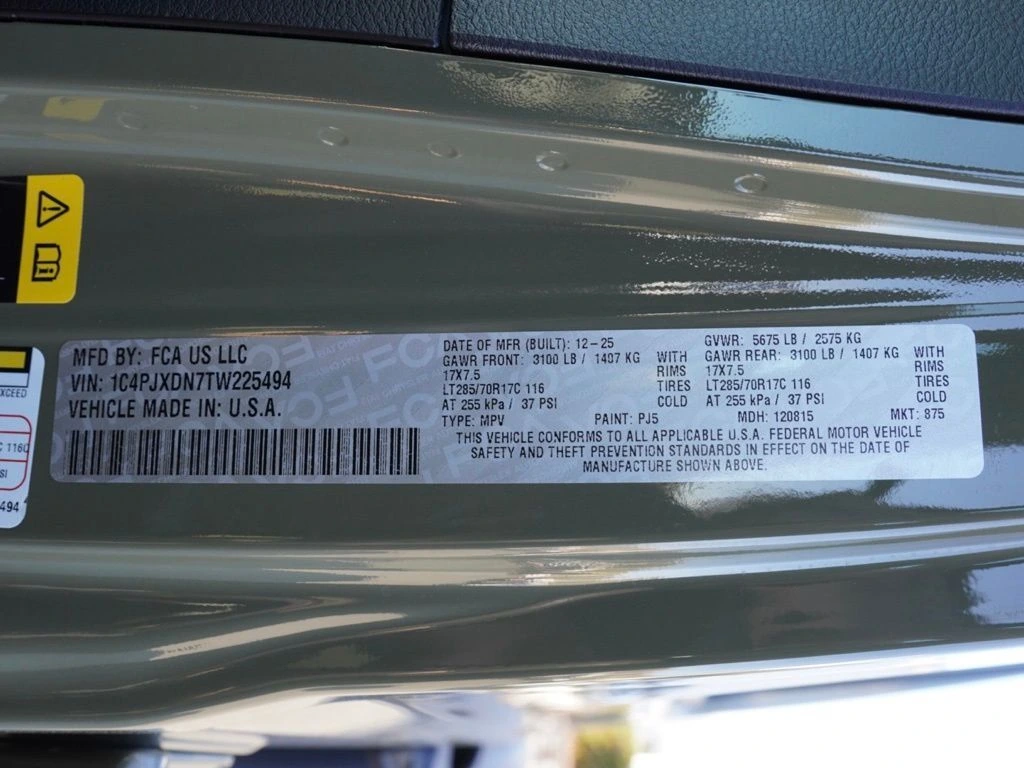 MFD BY: FCA US LLC
VIN: 1C4PJXDN7TW225494
VEHICLE MADE IN: U.S.A.
DATE OF MFR (BUILT): 12-25 GVWR: 5675 LB / 2575 KG
GAWR FRONT: 3100 LB / 1407 KG WITH GAWR REAR: 3100 LB / 1407 KG WITH
17X7.5 RIMS 17X7.5 RIMS
LT285/70R17C 116 TIRES LT285/70R17C 116 TIRES
AT 255 kPa / 37 PSI COLD AT 255 kPa / 37 PSI COLD
TYPE: MPV PAINT: PJ5 MDH: 120815 MKT: 875
THIS VEHICLE CONFORMS TO ALL APPLICABLE U.S.A. FEDERAL MOTOR VEHICLE
SAFETY AND THEFT PREVENTION STANDARDS IN EFFECT ON THE DATE OF
MANUFACTURE SHOWN ABOVE.
EXCEED
494